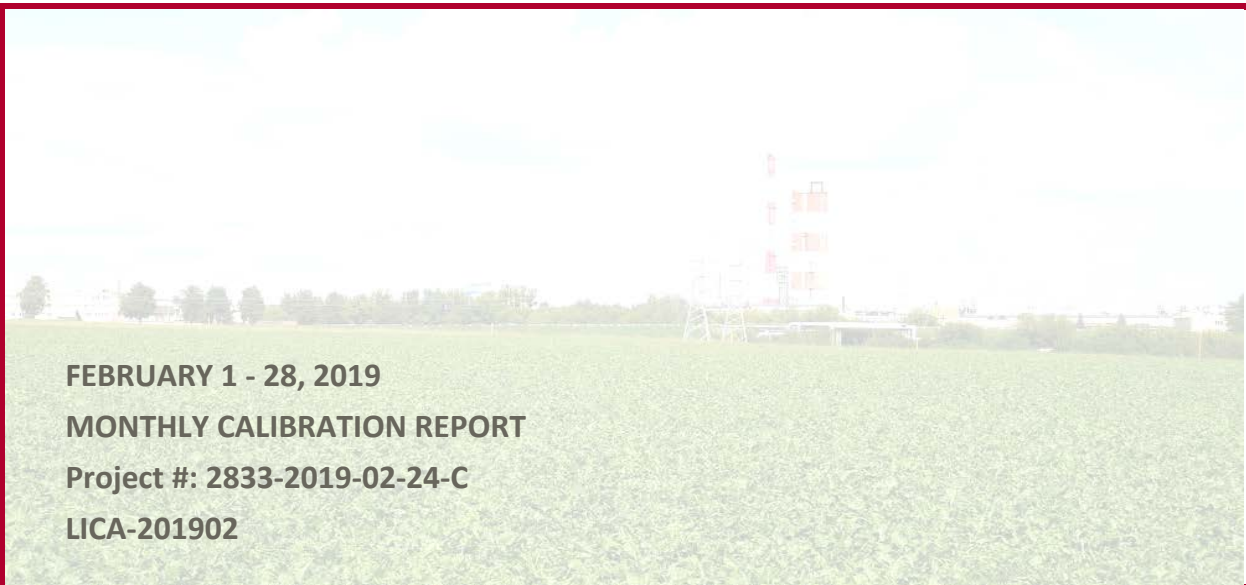 FEBRUARY 1 - 28, 2019
MONTHLY CALIBRATION REPORT
Project #: 2833-2019-02-24-C
LICA-201902